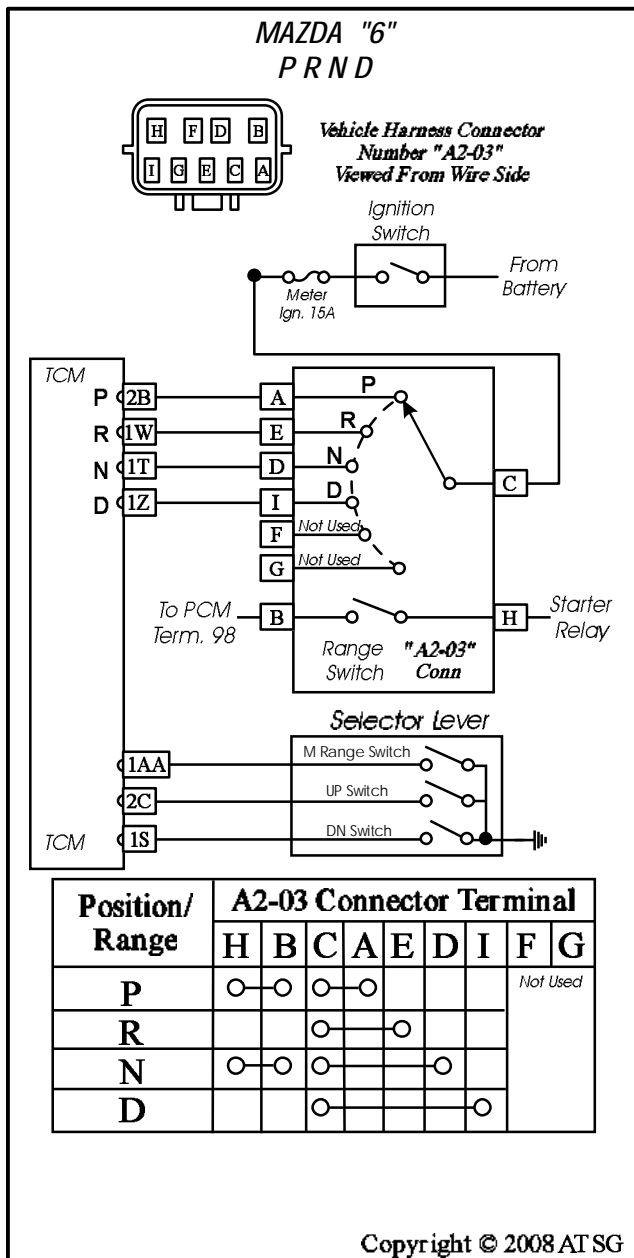 MAZDA "6"
P R N D
H F D B
I G E C A
Vehicle Harness Connector
Number "A2-03"
Viewed From Wire Side
Ignition
Switch
From
Battery
Meter
Ign. 15A
TCM
P 2B A P
R 1W E R
N 1T D N
D 1Z I D
C
F Not Used
G Not Used
To PCM
Term. 98
B
H
Starter
Relay
Range
Switch
"A2-03"
Conn
Selector Lever
1AA M Range Switch
2C UP Switch
1S DN Switch
TCM
Position/
Range
A2-03 Connector Terminal
H B C A E D I F G
P
Not Used
R
N
D
Copyright © 2008 ATSG